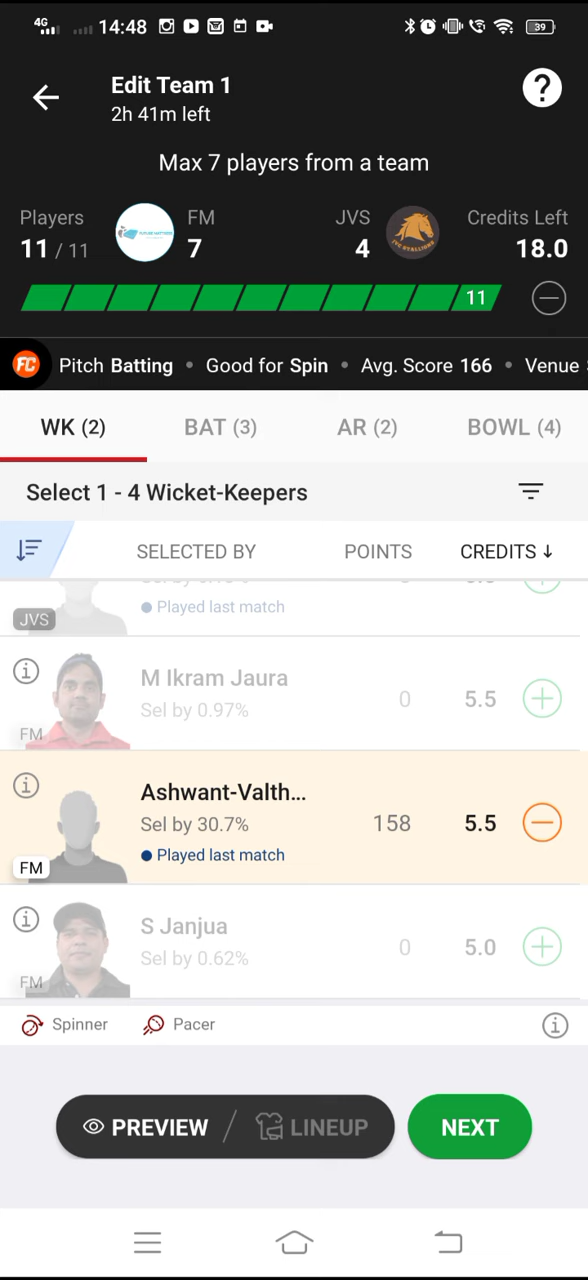 4G 14:48 39
Edit Team 1
2h 41m left
Max 7 players from a team
Players FM JVS Credits Left
11 / 11 7 4 18.0
11
FC Pitch Batting • Good for Spin • Avg. Score 166 • Venue
WK (2) BAT (3) AR (2) BOWL (4)
Select 1 - 4 Wicket-Keepers
SELECTED BY POINTS CREDITS ↓
Played last match
JVS
M Ikram Jaura
Sel by 0.97% 0 5.5
FM
Ashwant-Valth...
Sel by 30.7% 158 5.5
Played last match
FM
S Janjua
Sel by 0.62% 0 5.0
FM
Spinner Pacer
PREVIEW / LINEUP NEXT